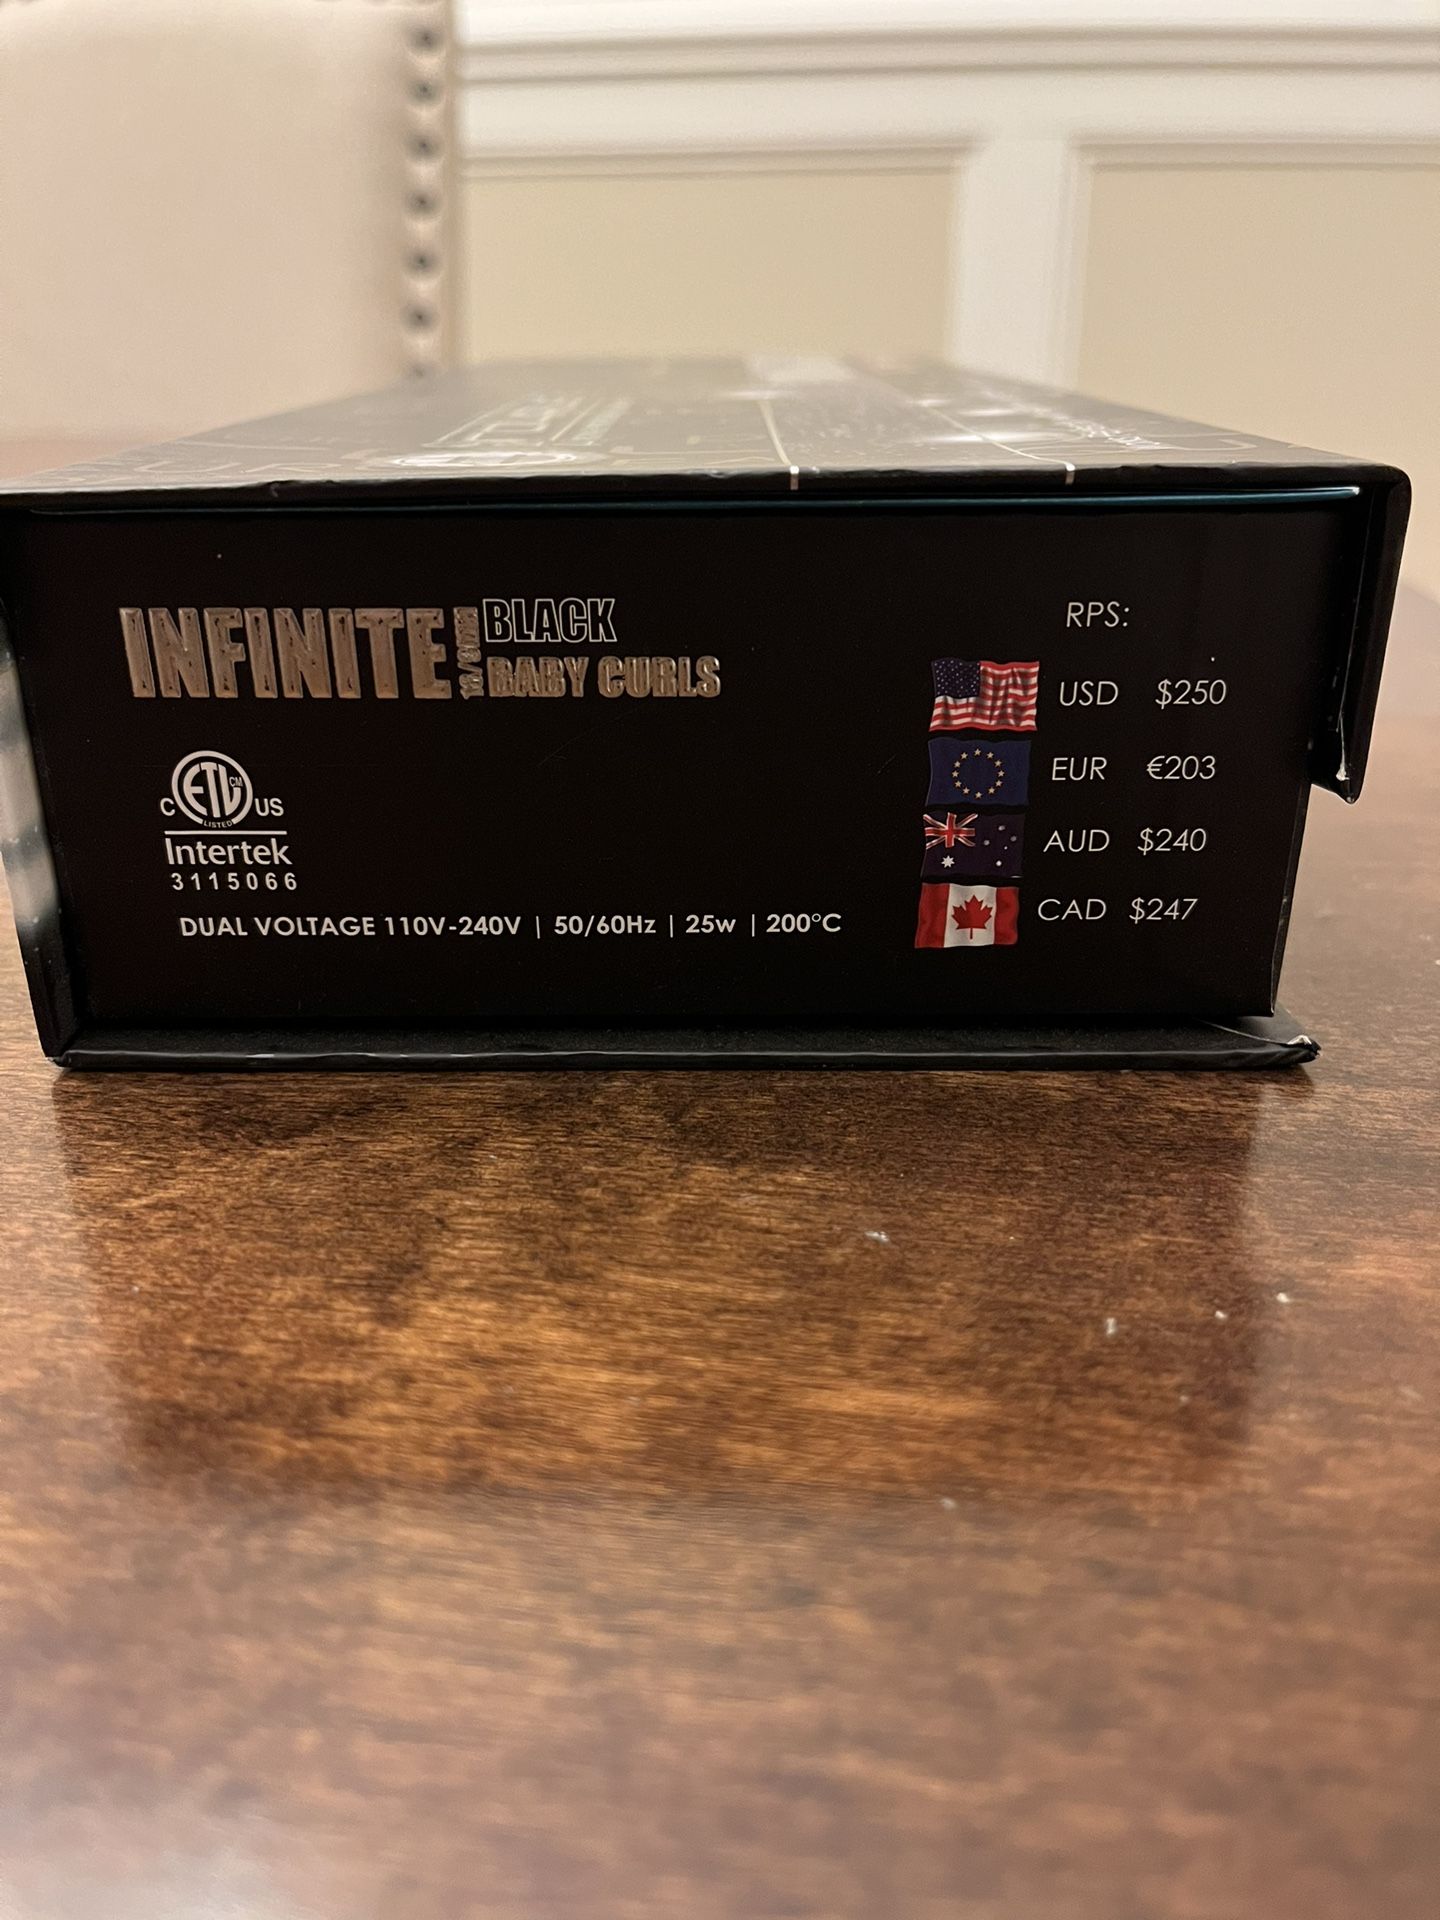 INFINITE
BLACK
BABY CURLS
CM
C ETL US
LISTED
Intertek
3115066
DUAL VOLTAGE 110V-240V | 50/60Hz | 25w | 200°C
RPS:
USD $250
EUR €203
AUD $240
CAD $247